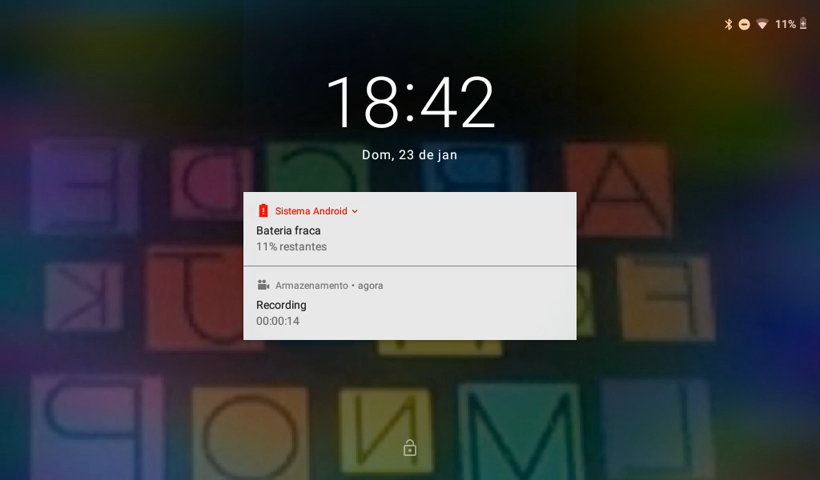 11%
18:42
Dom, 23 de jan
Sistema Android
Bateria fraca
11% restantes
Armazenamento • agora
Recording
00:00:14
E D C B A
K J F
P O N M L